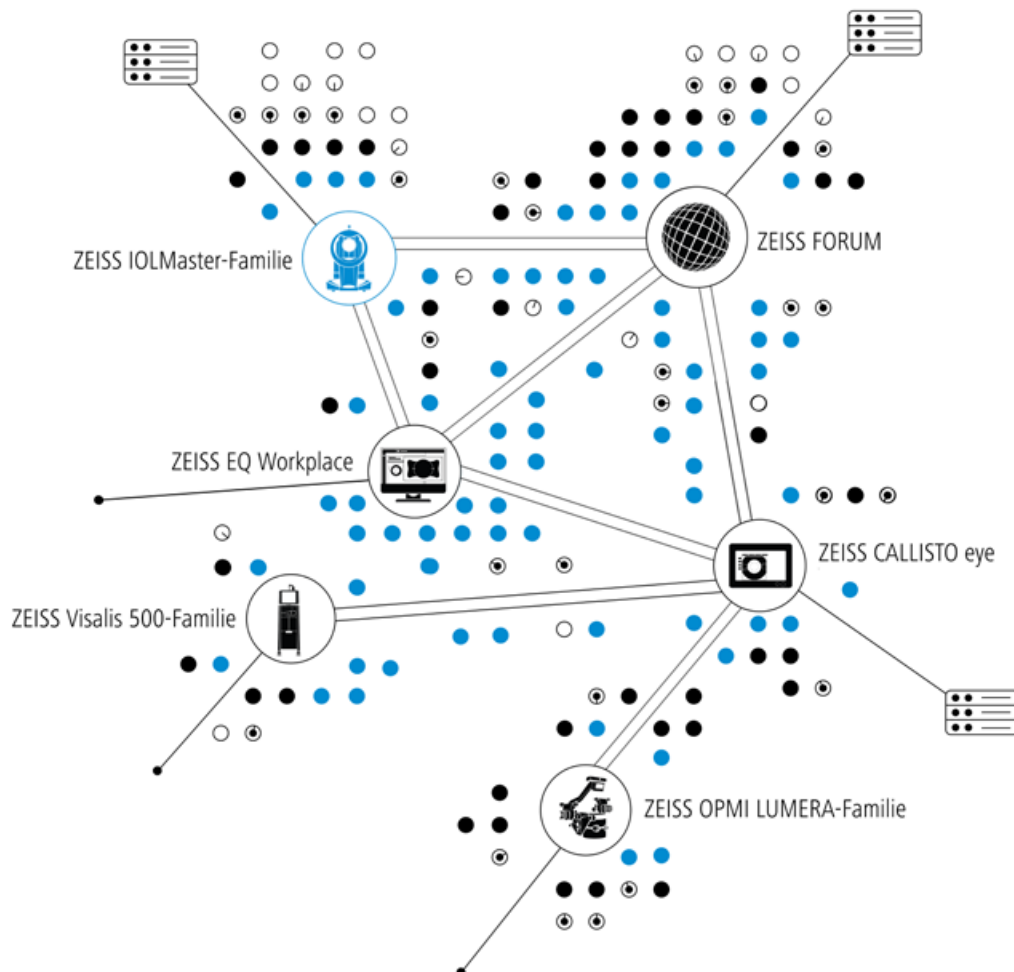 ZEISS FORUM
ZEISS IOLMaster-Familie
ZEISS EQ Workplace
ZEISS CALLISTO eye
ZEISS Visalis 500-Familie
ZEISS OPMI LUMERA-Familie